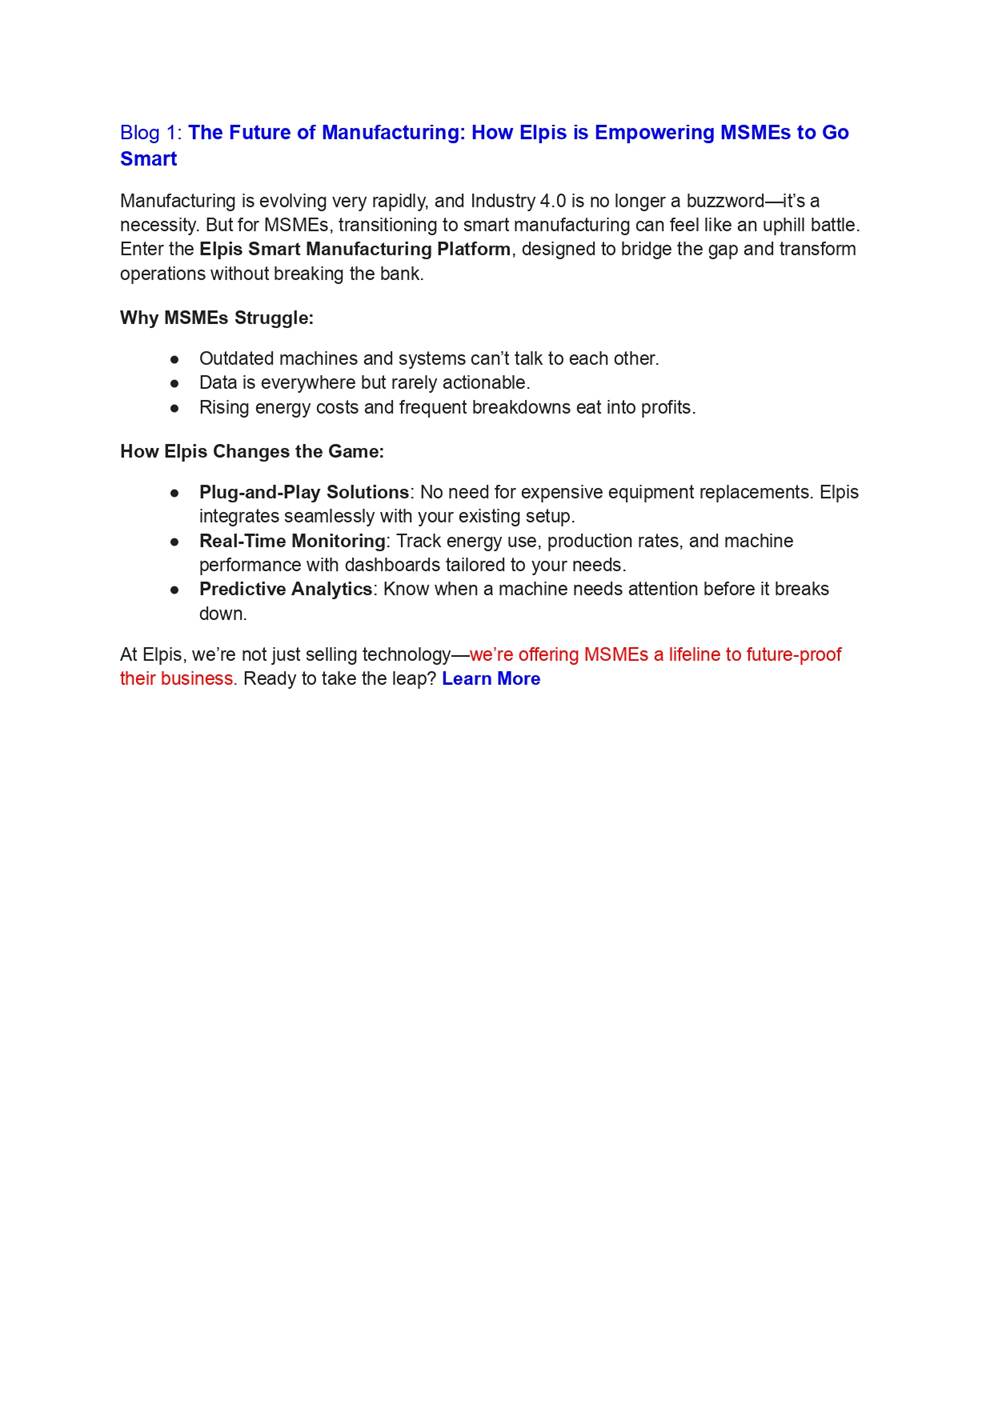 Blog 1: The Future of Manufacturing: How Elpis is Empowering MSMEs to Go
Smart
Manufacturing is evolving very rapidly, and Industry 4.0 is no longer a buzzword—it’s a
necessity. But for MSMEs, transitioning to smart manufacturing can feel like an uphill battle.
Enter the Elpis Smart Manufacturing Platform, designed to bridge the gap and transform
operations without breaking the bank.
Why MSMEs Struggle:
● Outdated machines and systems can’t talk to each other.
● Data is everywhere but rarely actionable.
● Rising energy costs and frequent breakdowns eat into profits.
How Elpis Changes the Game:
● Plug-and-Play Solutions: No need for expensive equipment replacements. Elpis
integrates seamlessly with your existing setup.
● Real-Time Monitoring: Track energy use, production rates, and machine
performance with dashboards tailored to your needs.
● Predictive Analytics: Know when a machine needs attention before it breaks
down.
At Elpis, we’re not just selling technology—we’re offering MSMEs a lifeline to future-proof
their business. Ready to take the leap? Learn More